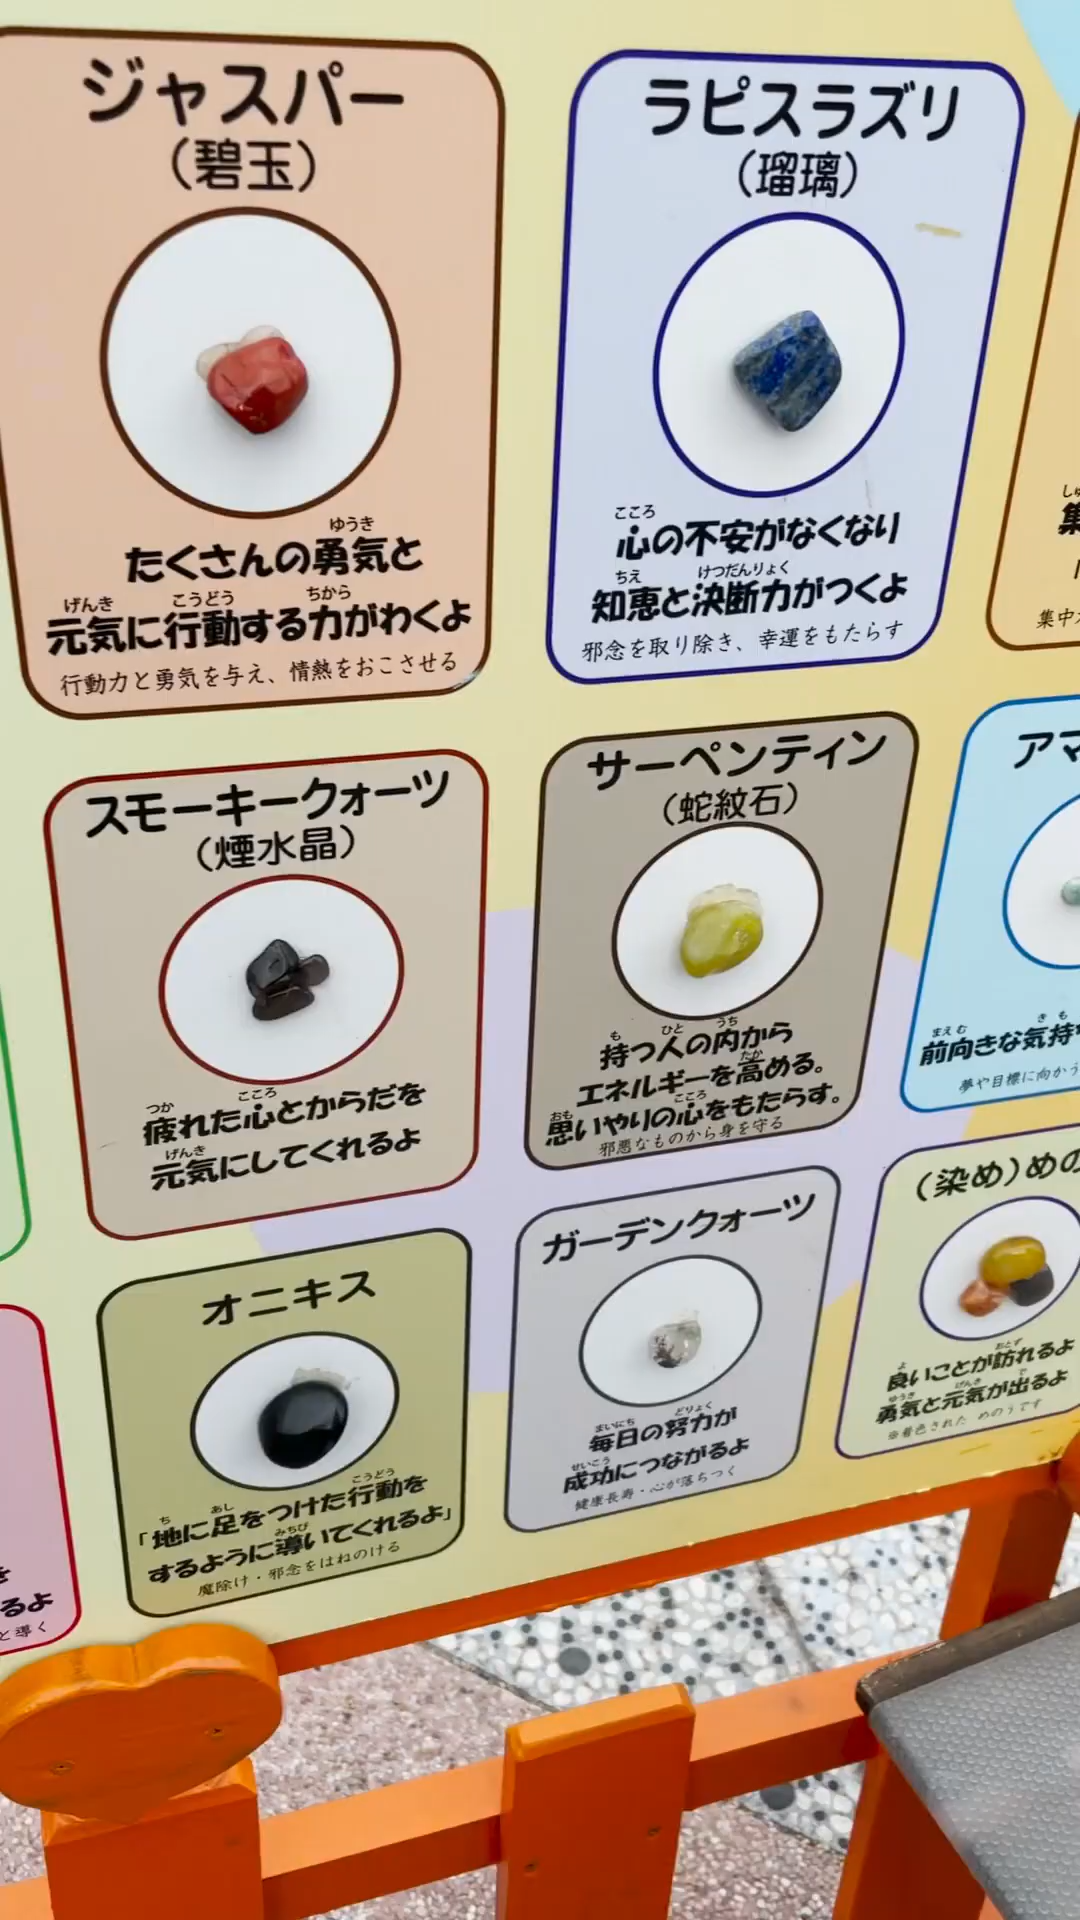 ジャスパー
(碧玉)
ゆうき
たくさんの勇気と
げんき こうどう ちから
元気に行動する力がわくよ
行動力と勇気を与え、情熱をおこさせる
ラピスラズリ
(瑠璃)
こころ
心の不安がなくなり
ちえ けつだんりょく
知恵と決断力がつくよ
邪念を取り除き、幸運をもたらす
集
集中
スモーキークォーツ
(煙水晶)
つか こころ
疲れた心とからだを
げんき
元気にしてくれるよ
サーペンティン
(蛇紋石)
も ひと うち
持つ人の内から
たか
エネルギーを高める。
おも こころ
思いやりの心をもたらす。
邪悪なものから身を守る
アマ
まえむ きも
前向きな気持
夢や目標に向かう
を
るよ
オニキス
ち あし こうどう
「地に足をつけた行動を
みちび
するように導いてくれるよ」
魔除け・邪念をはねのける
ガーデンクォーツ
まいにち どりょく
毎日の努力が
せいこう
成功につながるよ
健康長寿・心が落ちつく
(染め)めの
よ おとず
良いことが訪れるよ
ゆうき げんき で
勇気と元気が出るよ
※着色された めのうです